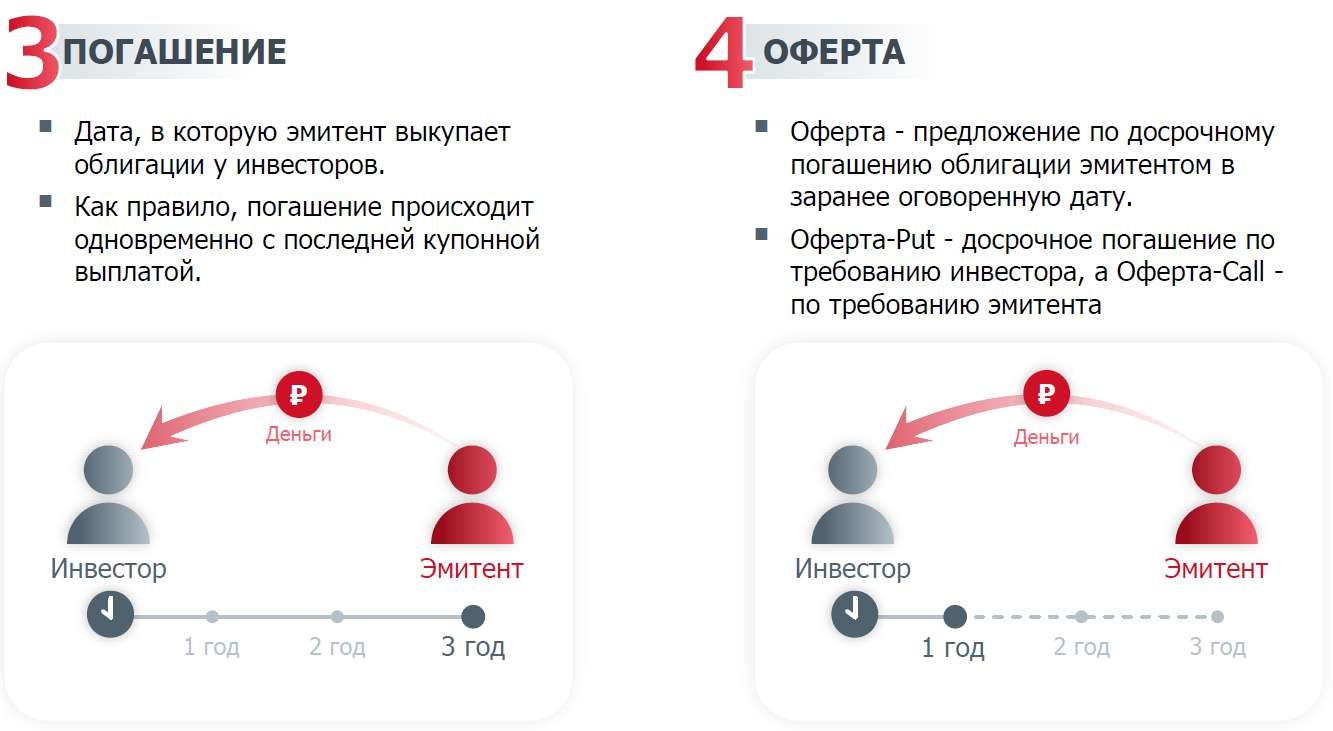 3 ПОГАШЕНИЕ
Дата, в которую эмитент выкупает
облигации у инвесторов.
Как правило, погашение происходит
одновременно с последней купонной
выплатой.
₽
Деньги
Инвестор
Эмитент
1 год
2 год
3 год
4 ОФЕРТА
Оферта - предложение по досрочному
погашению облигации эмитентом в
заранее оговоренную дату.
Оферта-Put - досрочное погашение по
требованию инвестора, а Оферта-Call -
по требованию эмитента
₽
Деньги
Инвестор
Эмитент
1 год
2 год
3 год